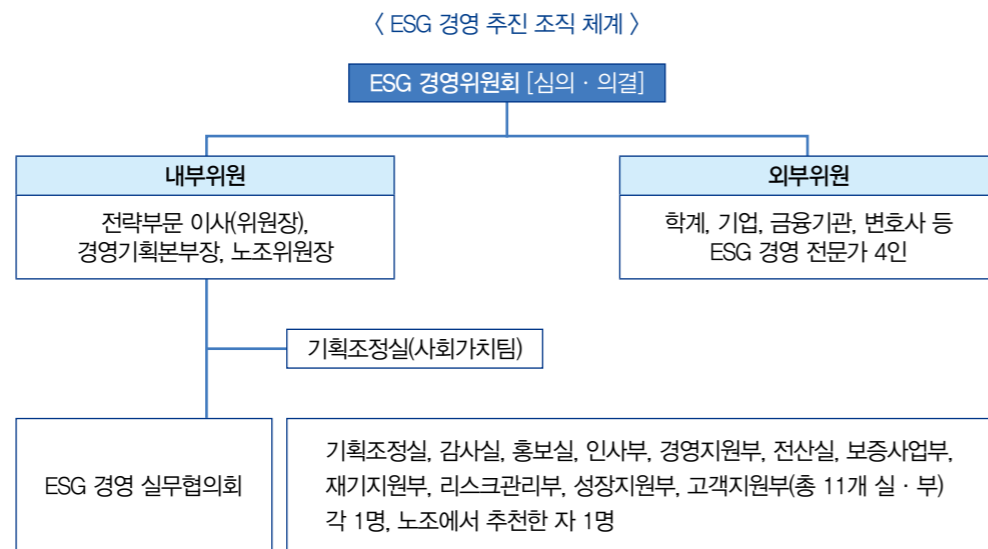 〈 ESG 경영 추진 조직 체계 〉
ESG 경영위원회 [심의 · 의결]
내부위원
전략부문 이사(위원장),
경영기획본부장, 노조위원장
외부위원
학계, 기업, 금융기관, 변호사 등
ESG 경영 전문가 4인
기획조정실(사회가치팀)
ESG 경영 실무협의회
기획조정실, 감사실, 홍보실, 인사부, 경영지원부, 전산실, 보증사업부,
재기지원부, 리스크관리부, 성장지원부, 고객지원부(총 11개 실 · 부)
각 1명, 노조에서 추천한 자 1명